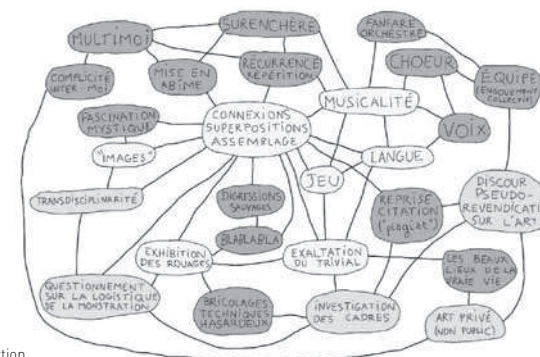 MULTIMOI
SURENCHÈRE
FANFARE
ORCHESTRE
COMPLICITÉ
INTER-MOI
MISE EN
ABÎME
RÉCURRENCE
RÉPÉTITION
CHOEUR
ÉQUIPE
(ENGOUEMENT
COLLECTIF)
MUSICALITÉ
FASCINATION
MYSTIQUE
CONNEXIONS
SUPERPOSITIONS
ASSEMBLAGE
VOIX
"IMAGES"
LANGUE
JEU
TRANSDISCIPLINARITÉ
DIGRESSIONS
SAUVAGES
REPRISE
CITATION
("plagiat")
DISCOUR
PSEUDO-
REVENDICATIF
SUR L'ART
BLABLABLA
EXHIBITION
DES ROUAGES
EXALTATION
DU TRIVIAL
LES BEAUX
LIEUX DE LA
VRAIE VIE
QUESTIONNEMENT
SUR LA LOGISTIQUE
DE LA MONSTRATION
BRICOLAGES
TECHNIQUES
HASARDEUX
INVESTIGATION
DES CADRES
ART PRIVÉ
(NON PUBLIC)
tion